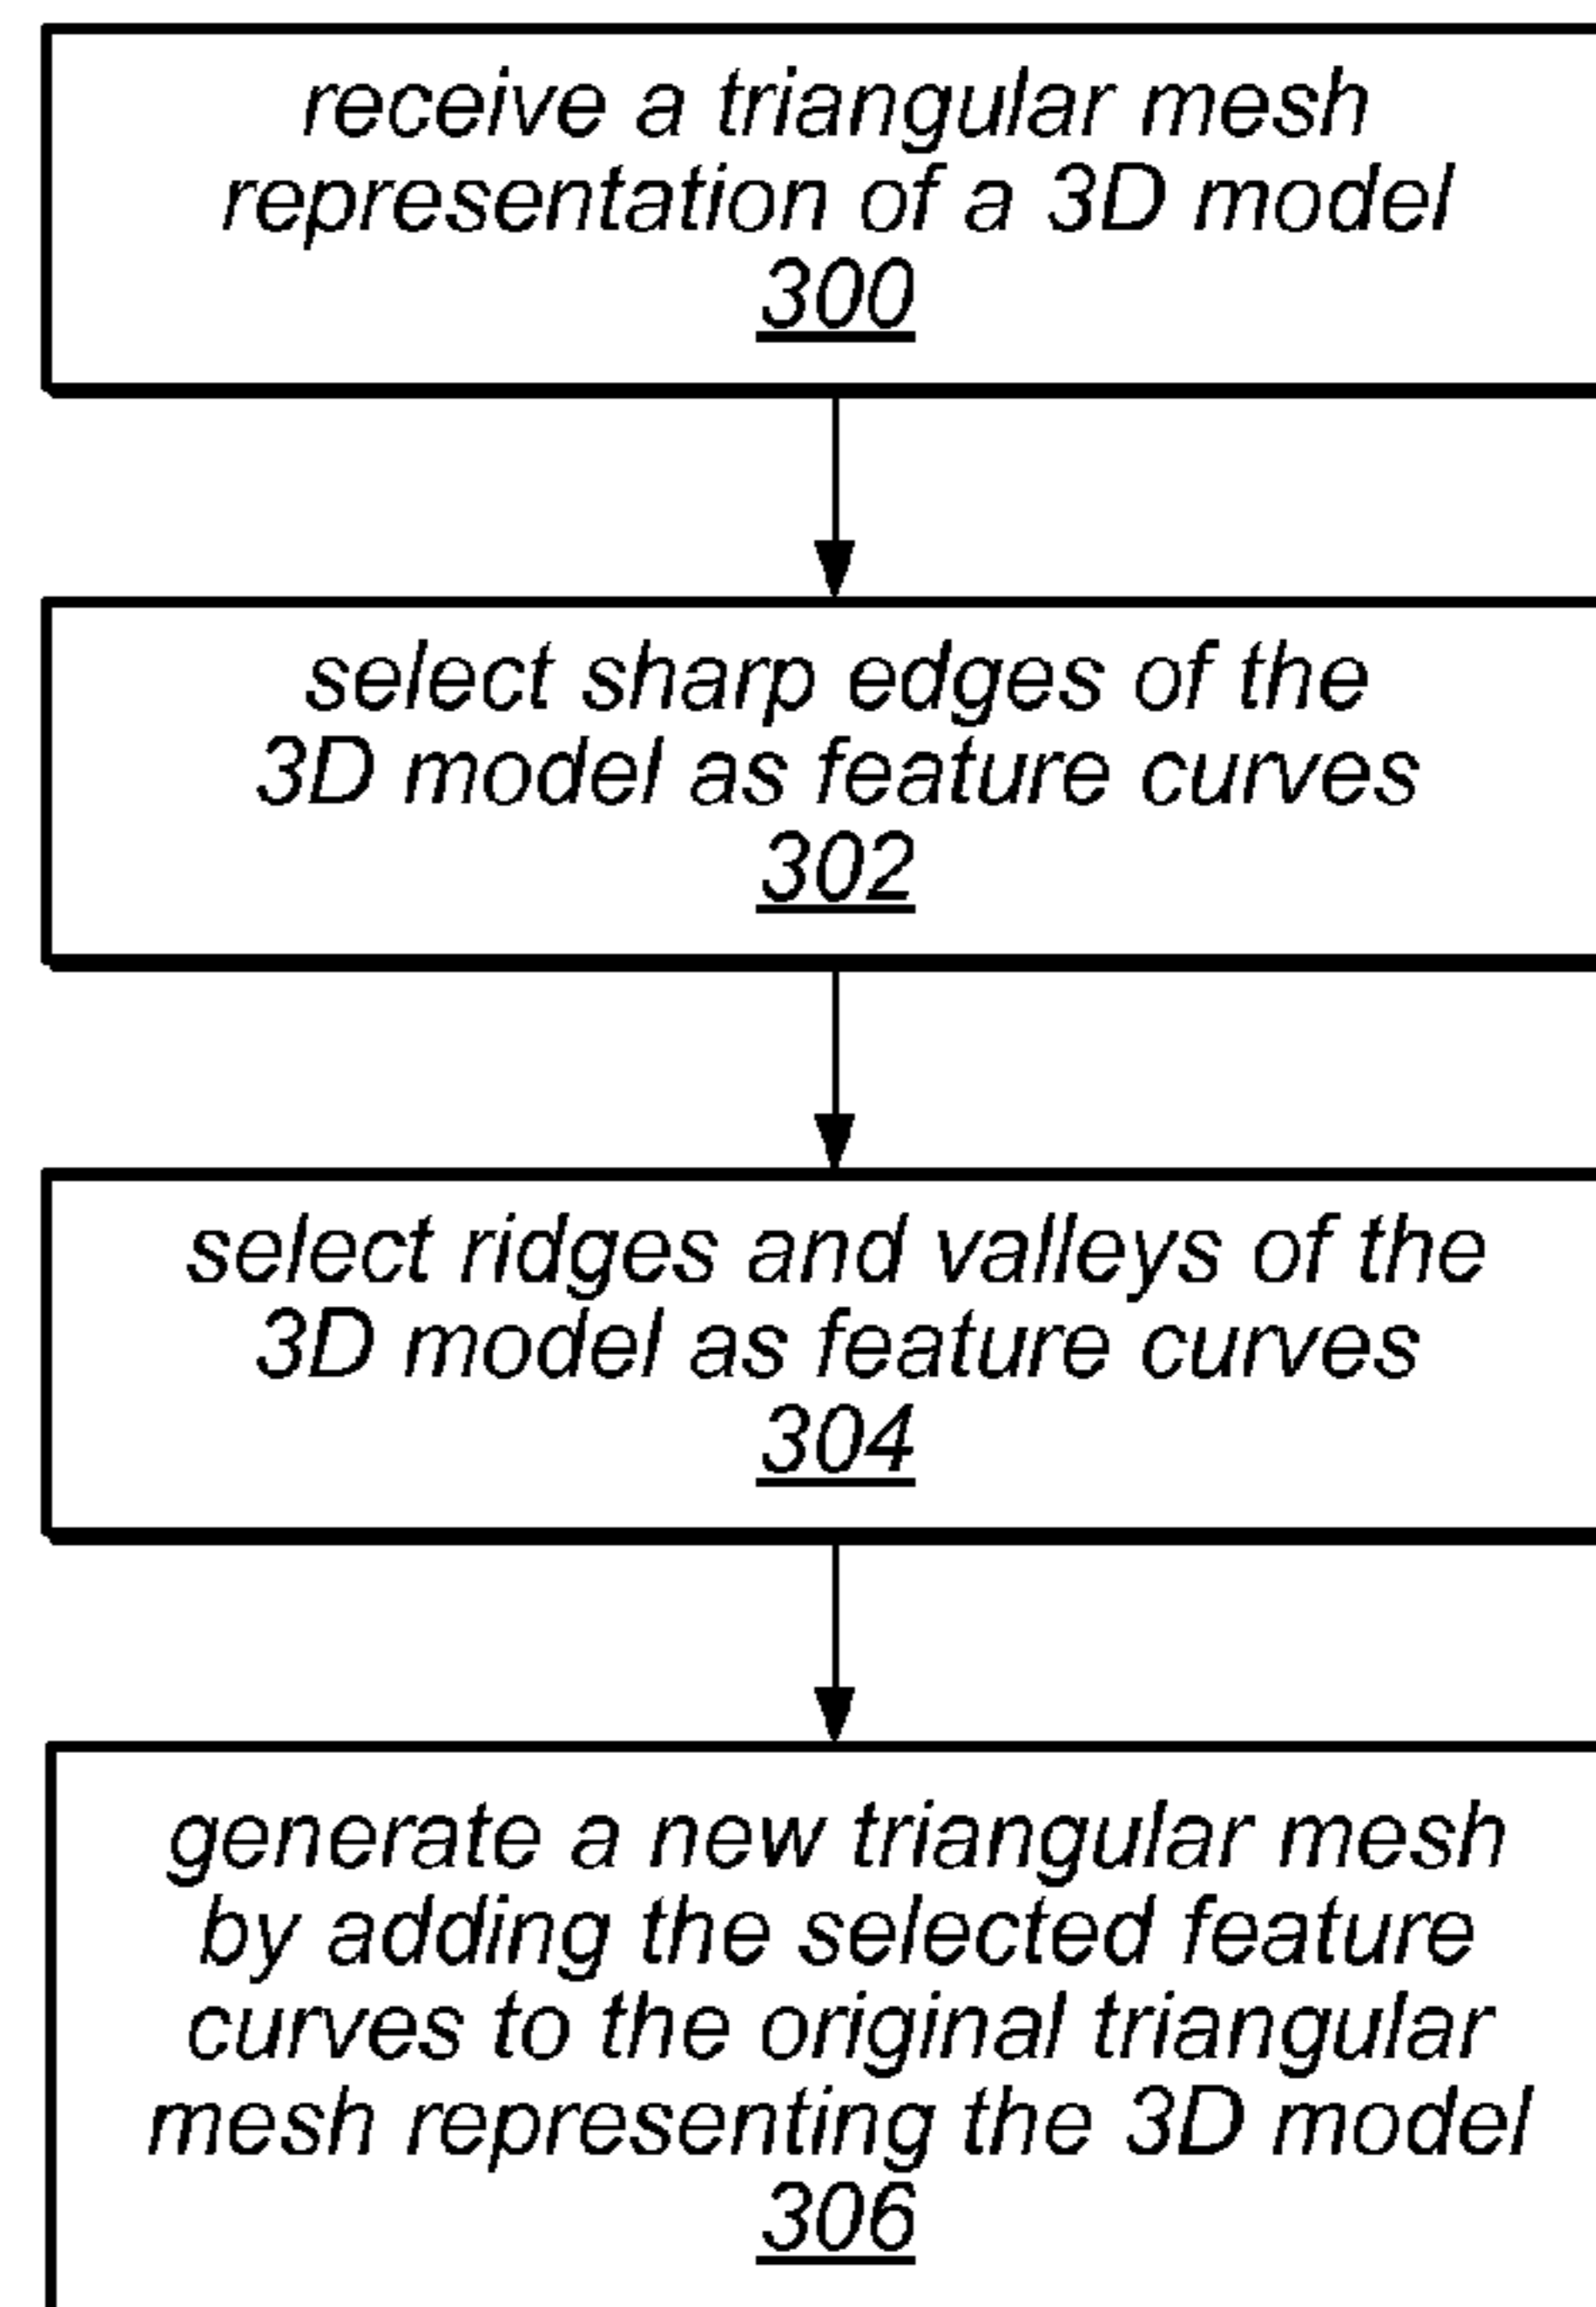 receive a triangular mesh
representation of a 3D model
300
select sharp edges of the
3D model as feature curves
302
select ridges and valleys of the
3D model as feature curves
304
generate a new triangular mesh
by adding the selected feature
curves to the original triangular
mesh representing the 3D model
306